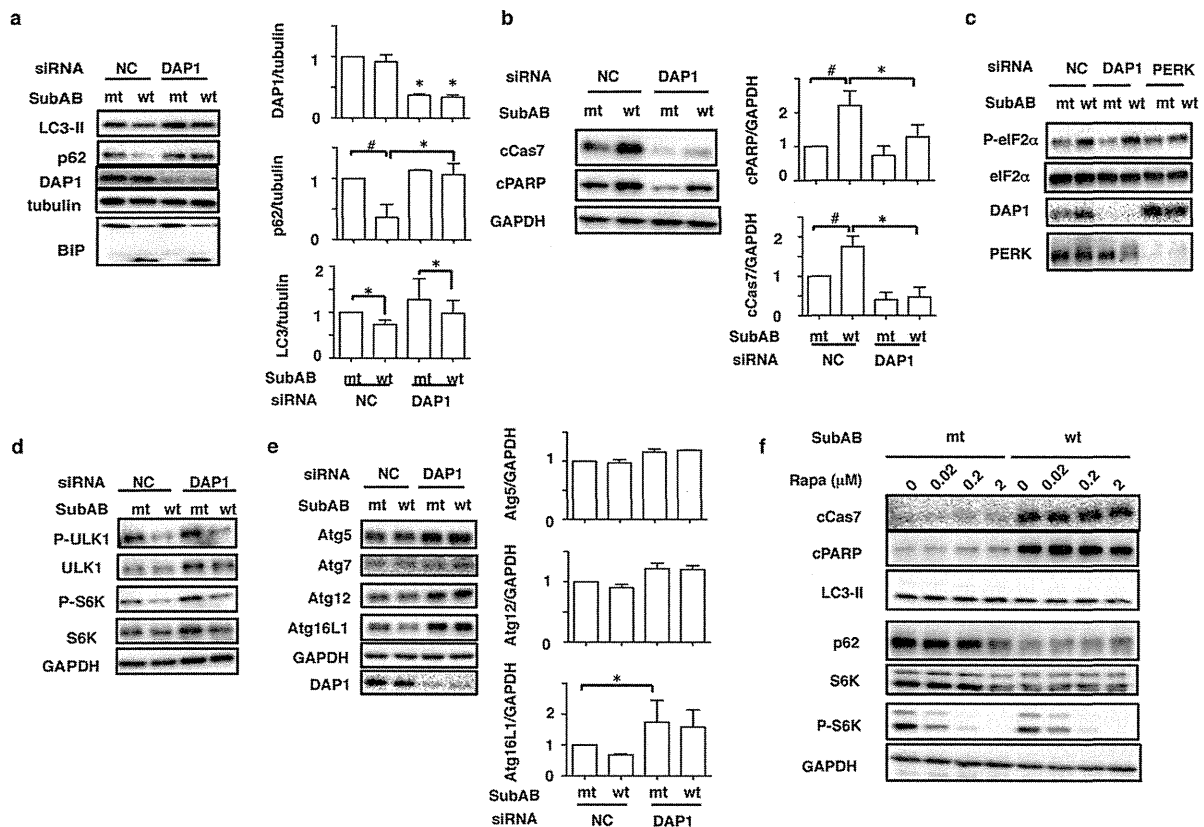 a
siRNA NC DAP1
SubAB mt wt mt wt
LC3-II
p62
DAP1
tubulin
BIP
DAP1/tubulin
1
0
* *
p62/tubulin
1
0
# *
LC3/tubulin
2
1
0
* *
SubAB mt wt mt wt
siRNA NC DAP1
b
siRNA NC DAP1
SubAB mt wt mt wt
cCas7
cPARP
GAPDH
cPARP/GAPDH
2
1
0
# *
cCas7/GAPDH
2
1
0
# *
SubAB mt wt mt wt
siRNA NC DAP1
c
siRNA NC DAP1 PERK
SubAB mt wt mt wt mt wt
P-eIF2α
eIF2α
DAP1
PERK
d
siRNA NC DAP1
SubAB mt wt mt wt
P-ULK1
ULK1
P-S6K
S6K
GAPDH
e
siRNA NC DAP1
SubAB mt wt mt wt
Atg5
Atg7
Atg12
Atg16L1
GAPDH
DAP1
Atg5/GAPDH
1
0
Atg12/GAPDH
1
0
Atg16L1/GAPDH
2
1
0
*
SubAB mt wt mt wt
siRNA NC DAP1
f
SubAB mt wt
Rapa (μM) 0 0.02 0.2 2 0 0.02 0.2 2
cCas7
cPARP
LC3-II
p62
S6K
P-S6K
GAPDH